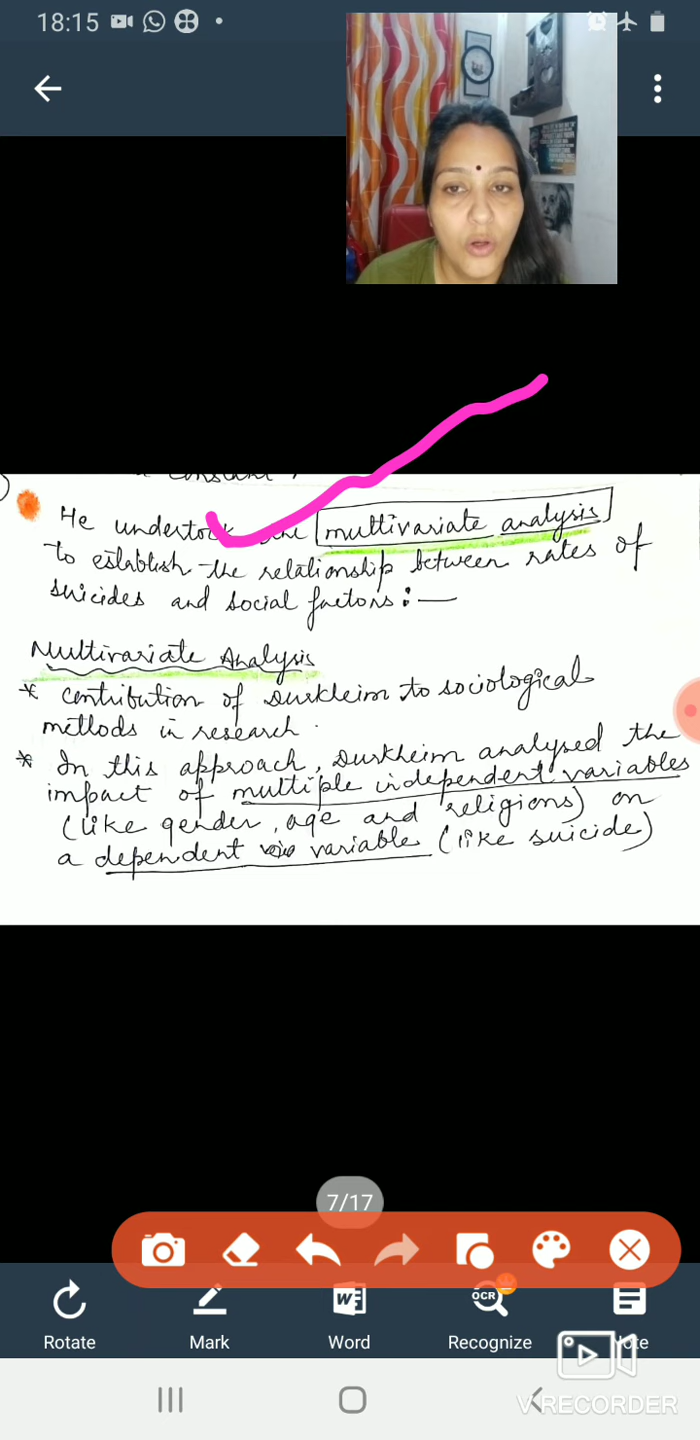 18:15
He undertook the multivariate analysis
to establish the relationship between rates of
suicides and social factors : —
Multivariate Analysis
* Contribution of Durkheim to sociological
methods in research.
* In this approach, Durkheim analysed the
impact of multiple independent variables
(like gender, age and religions) on
a dependent variable (like suicide)
7/17
W
OCR
Rotate
Mark
Word
Recognize
V RECORDER